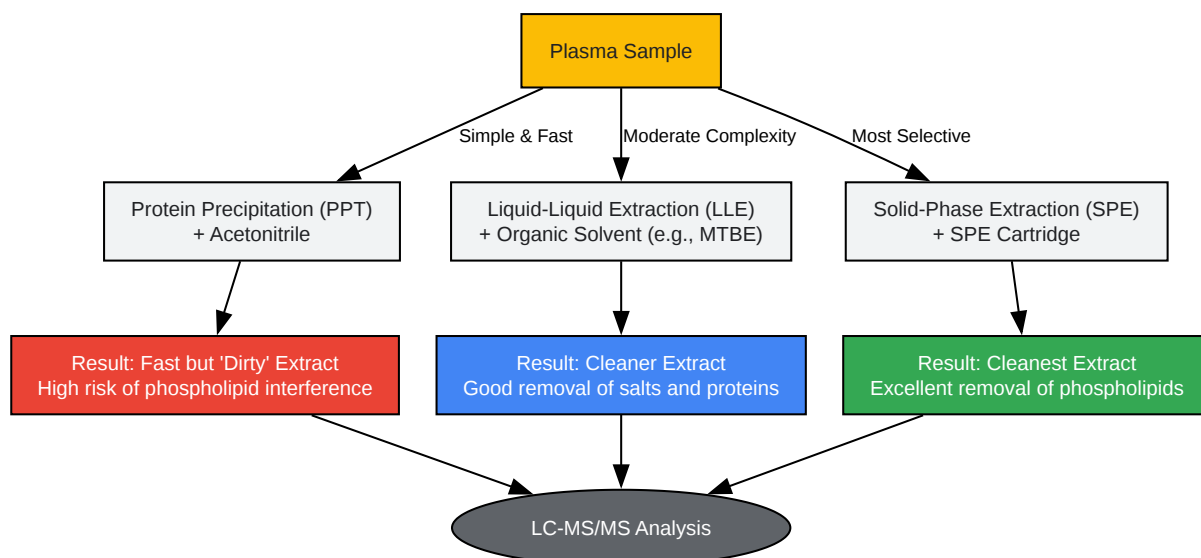 Plasma Sample
Simple & Fast
Moderate Complexity
Most Selective
Protein Precipitation (PPT)
+ Acetonitrile
Liquid-Liquid Extraction (LLE)
+ Organic Solvent (e.g., MTBE)
Solid-Phase Extraction (SPE)
+ SPE Cartridge
Result: Fast but 'Dirty' Extract
High risk of phospholipid interference
Result: Cleaner Extract
Good removal of salts and proteins
Result: Cleanest Extract
Excellent removal of phospholipids
LC-MS/MS Analysis